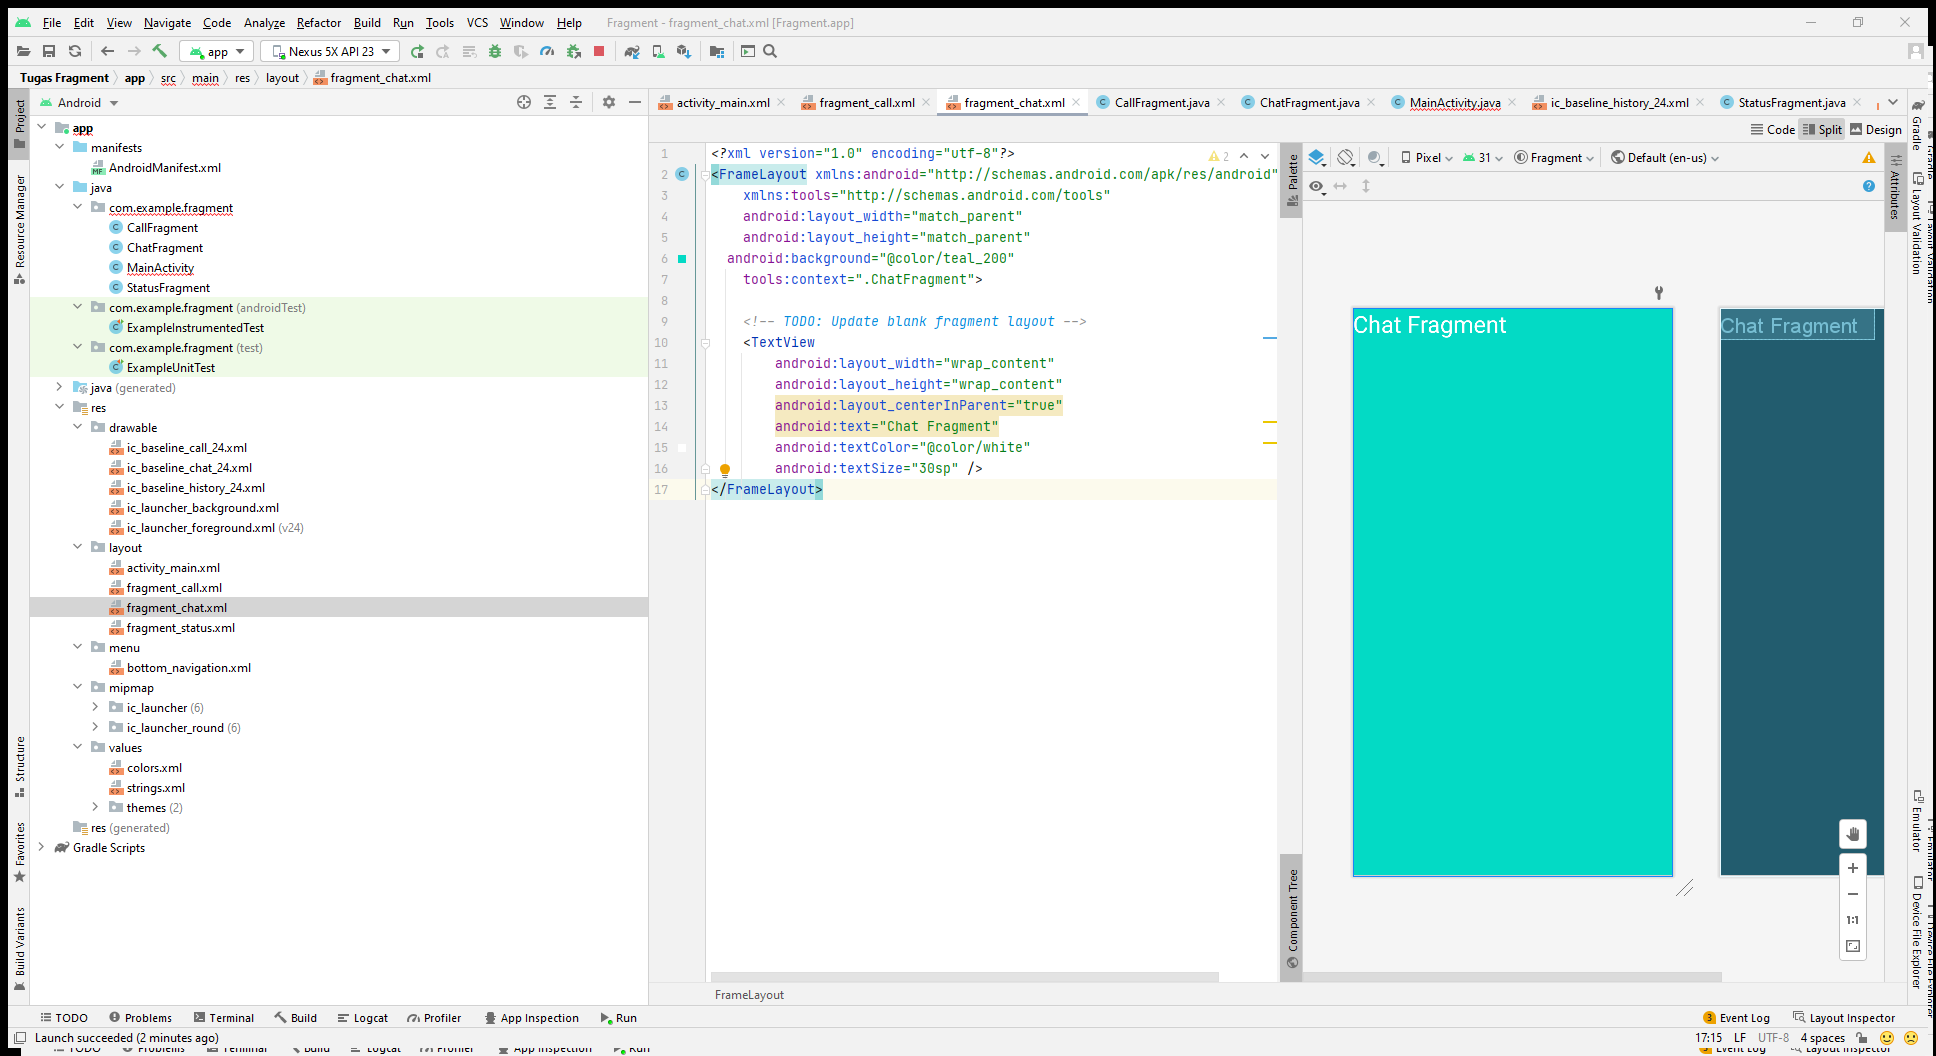 File Edit View Navigate Code Analyze Refactor Build Run Tools VCS Window Help Fragment - fragment_chat.xml [Fragment.app]
app Nexus 5X API 23
Tugas Fragment app src main res layout fragment_chat.xml
Android
activity_main.xml fragment_call.xml fragment_chat.xml CallFragment.java ChatFragment.java MainActivity.java ic_baseline_history_24.xml StatusFragment.java
Code Split Design
Project
Resource Manager
Structure
Favorites
Build Variants
app
manifests
AndroidManifest.xml
java
com.example.fragment
CallFragment
ChatFragment
MainActivity
StatusFragment
com.example.fragment (androidTest)
ExampleInstrumentedTest
com.example.fragment (test)
ExampleUnitTest
java (generated)
res
drawable
ic_baseline_call_24.xml
ic_baseline_chat_24.xml
ic_baseline_history_24.xml
ic_launcher_background.xml
ic_launcher_foreground.xml (v24)
layout
activity_main.xml
fragment_call.xml
fragment_chat.xml
fragment_status.xml
menu
bottom_navigation.xml
mipmap
ic_launcher (6)
ic_launcher_round (6)
values
colors.xml
strings.xml
themes (2)
res (generated)
Gradle Scripts
1 <?xml version="1.0" encoding="utf-8"?>
2 <FrameLayout xmlns:android="http://schemas.android.com/apk/res/android"
3 xmlns:tools="http://schemas.android.com/tools"
4 android:layout_width="match_parent"
5 android:layout_height="match_parent"
6 android:background="@color/teal_200"
7 tools:context=".ChatFragment">
8
9 <!-- TODO: Update blank fragment layout -->
10 <TextView
11 android:layout_width="wrap_content"
12 android:layout_height="wrap_content"
13 android:layout_centerInParent="true"
14 android:text="Chat Fragment"
15 android:textColor="@color/white"
16 android:textSize="30sp" />
17 </FrameLayout>
2
FrameLayout
Palette
Component Tree
Pixel 31 Fragment Default (en-us)
Chat Fragment
Chat Fragment
1:1
Attributes
Gradle
Layout Validation
Emulator
Device File Explorer
TODO Problems Terminal Build Logcat Profiler App Inspection Run 3 Event Log Layout Inspector
Launch succeeded (2 minutes ago) 17:15 LF UTF-8 4 spaces